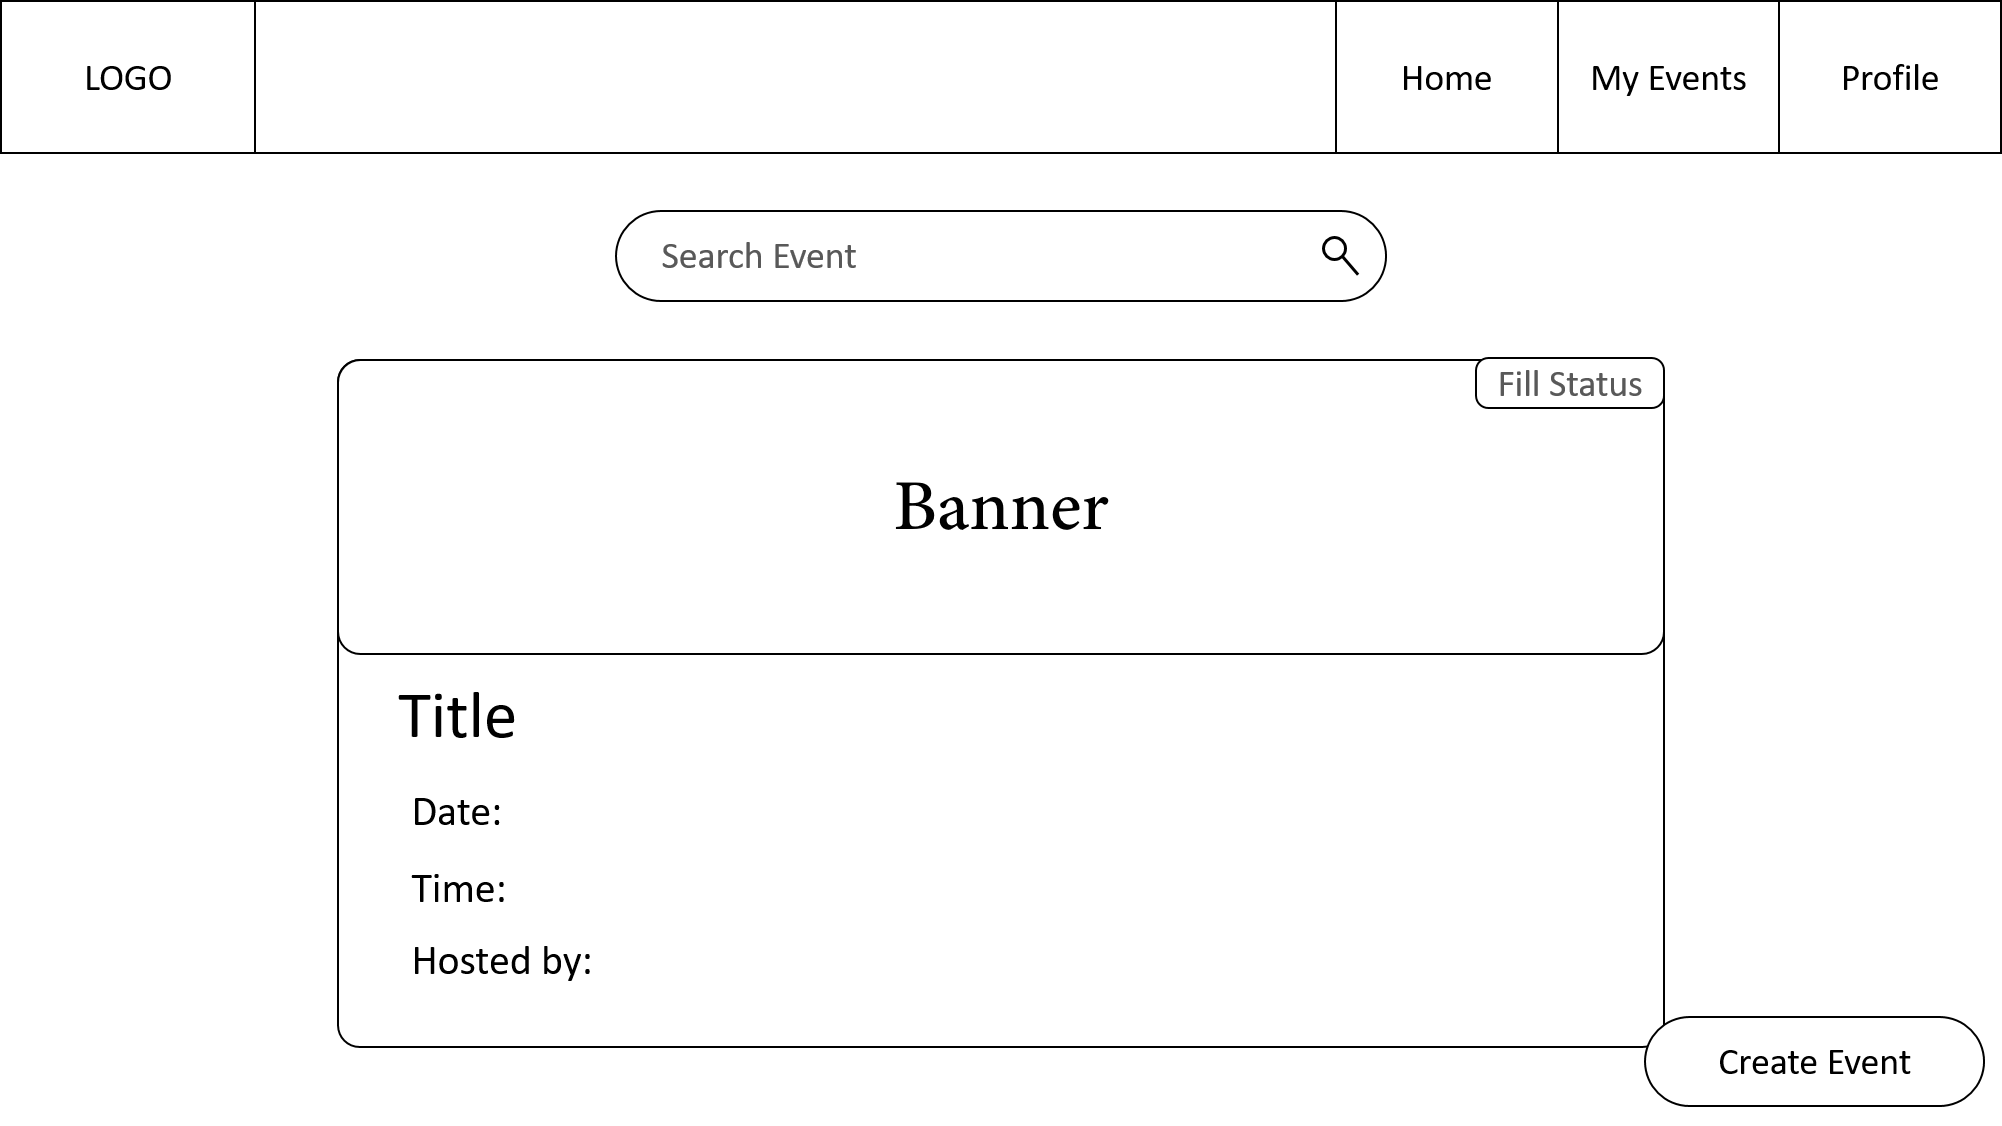 LOGO
Home
My Events
Profile
Search Event
Fill Status
Banner
Title
Date:
Time:
Hosted by:
Create Event